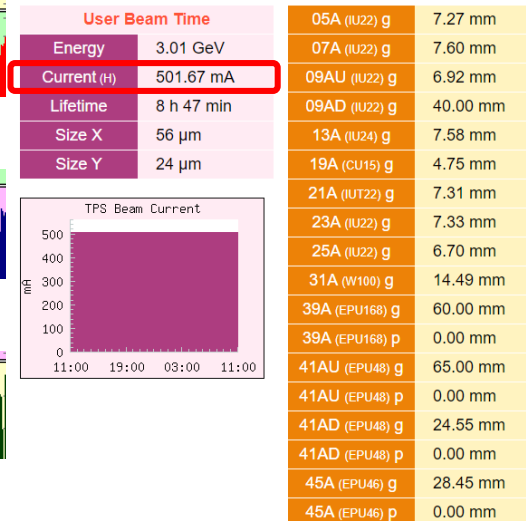 User Beam Time
Energy 3.01 GeV
Current (H) 501.67 mA
Lifetime 8 h 47 min
Size X 56 µm
Size Y 24 µm
TPS Beam Current
mA
500
400
300
200
100
0
11:00 19:00 03:00 11:00
05A (IU22) g 7.27 mm
07A (IU22) g 7.60 mm
09AU (IU22) g 6.92 mm
09AD (IU22) g 40.00 mm
13A (IU24) g 7.58 mm
19A (CU15) g 4.75 mm
21A (IUT22) g 7.31 mm
23A (IU22) g 7.33 mm
25A (IU22) g 6.70 mm
31A (W100) g 14.49 mm
39A (EPU168) g 60.00 mm
39A (EPU168) p 0.00 mm
41AU (EPU48) g 65.00 mm
41AU (EPU48) p 0.00 mm
41AD (EPU48) g 24.55 mm
41AD (EPU48) p 0.00 mm
45A (EPU46) g 28.45 mm
45A (EPU46) p 0.00 mm